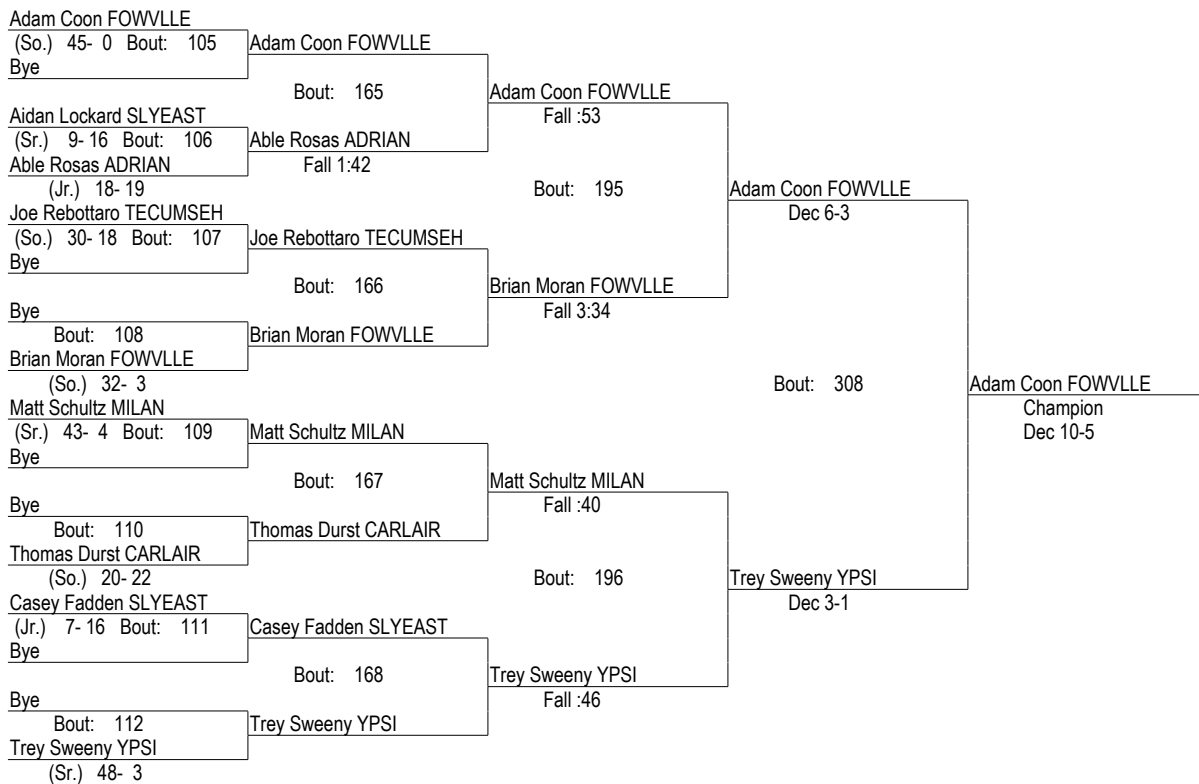 Adam Coon FOWVLLE
(So.) 45- 0 Bout: 105 Adam Coon FOWVLLE
Bye
Bout: 165 Adam Coon FOWVLLE
Aidan Lockard SLYEAST Fall :53
(Sr.) 9- 16 Bout: 106 Able Rosas ADRIAN
Able Rosas ADRIAN Fall 1:42
(Jr.) 18- 19 Bout: 195 Adam Coon FOWVLLE
Joe Rebottaro TECUMSEH Dec 6-3
(So.) 30- 18 Bout: 107 Joe Rebottaro TECUMSEH
Bye
Bout: 166 Brian Moran FOWVLLE
Bye Fall 3:34
Bout: 108 Brian Moran FOWVLLE
Brian Moran FOWVLLE
(So.) 32- 3 Bout: 308 Adam Coon FOWVLLE
Matt Schultz MILAN Champion
(Sr.) 43- 4 Bout: 109 Matt Schultz MILAN Dec 10-5
Bye
Bout: 167 Matt Schultz MILAN
Bye Fall :40
Bout: 110 Thomas Durst CARLAIR
Thomas Durst CARLAIR
(So.) 20- 22 Bout: 196 Trey Sweeny YPSI
Casey Fadden SLYEAST Dec 3-1
(Jr.) 7- 16 Bout: 111 Casey Fadden SLYEAST
Bye
Bout: 168 Trey Sweeny YPSI
Bye Fall :46
Bout: 112 Trey Sweeny YPSI
Trey Sweeny YPSI
(Sr.) 48- 3